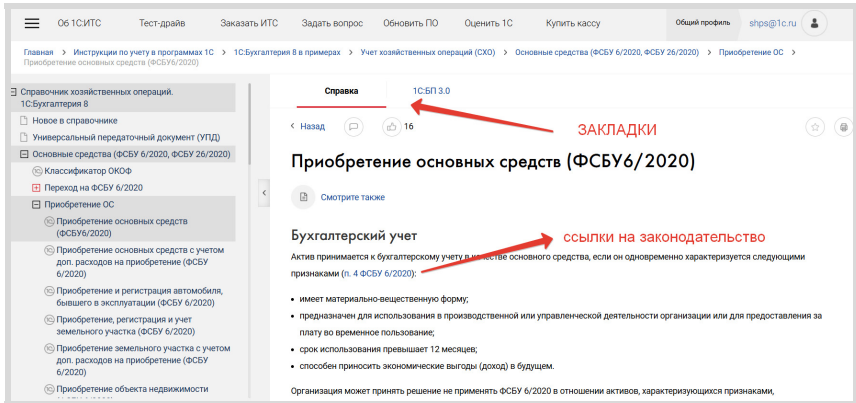 Об 1С:ИТС Тест-драйв Заказать ИТС Задать вопрос Обновить ПО Оценить 1С Купить кассу Общий профиль shps@1c.ru
Главная > Инструкции по учету в программах 1С > 1С:Бухгалтерия 8 в примерах > Учет хозяйственных операций (СХО) > Основные средства (ФСБУ 6/2020, ФСБУ 26/2020) > Приобретение ОС >
Приобретение основных средств (ФСБУ6/2020)
Справочник хозяйственных операций.
1С:Бухгалтерия 8
Новое в справочнике
Универсальный передаточный документ (УПД)
Основные средства (ФСБУ 6/2020, ФСБУ 26/2020)
Классификатор ОКОФ
Переход на ФСБУ 6/2020
Приобретение ОС
Приобретение основных средств
(ФСБУ6/2020)
Приобретение основных средств с учетом
доп. расходов на приобретение (ФСБУ
6/2020)
Приобретение и регистрация автомобиля,
бывшего в эксплуатации (ФСБУ 6/2020)
Приобретение, регистрация и учет
земельного участка (ФСБУ 6/2020)
Приобретение земельного участка с учетом
доп. расходов на приобретение (ФСБУ
6/2020)
Приобретение объекта недвижимости
Справка 1С:БП 3.0
< Назад 16
ЗАКЛАДКИ
Приобретение основных средств (ФСБУ6/2020)
Смотрите также
Бухгалтерский учет
ссылки на законодательство
Актив принимается к бухгалтерскому учету в качестве основного средства, если он одновременно характеризуется следующими
признаками (п. 4 ФСБУ 6/2020):
• имеет материально-вещественную форму;
• предназначен для использования в производственной или управленческой деятельности организации или для предоставления за
плату во временное пользование;
• срок использования превышает 12 месяцев;
• способен приносить экономические выгоды (доход) в будущем.
Организация может принять решение не применять ФСБУ 6/2020 в отношении активов, характеризующихся признаками,